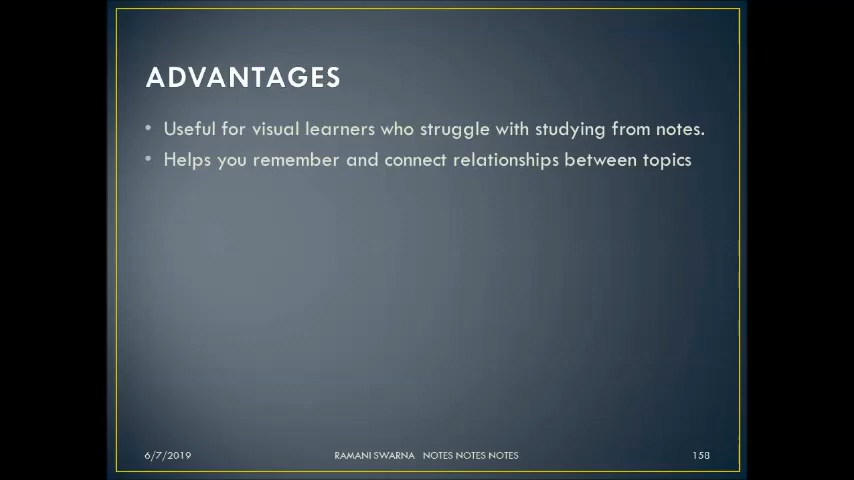 ADVANTAGES
• Useful for visual learners who struggle with studying from notes.
• Helps you remember and connect relationships between topics
6/7/2019 RAMANI SWARNA NOTES NOTES NOTES 158